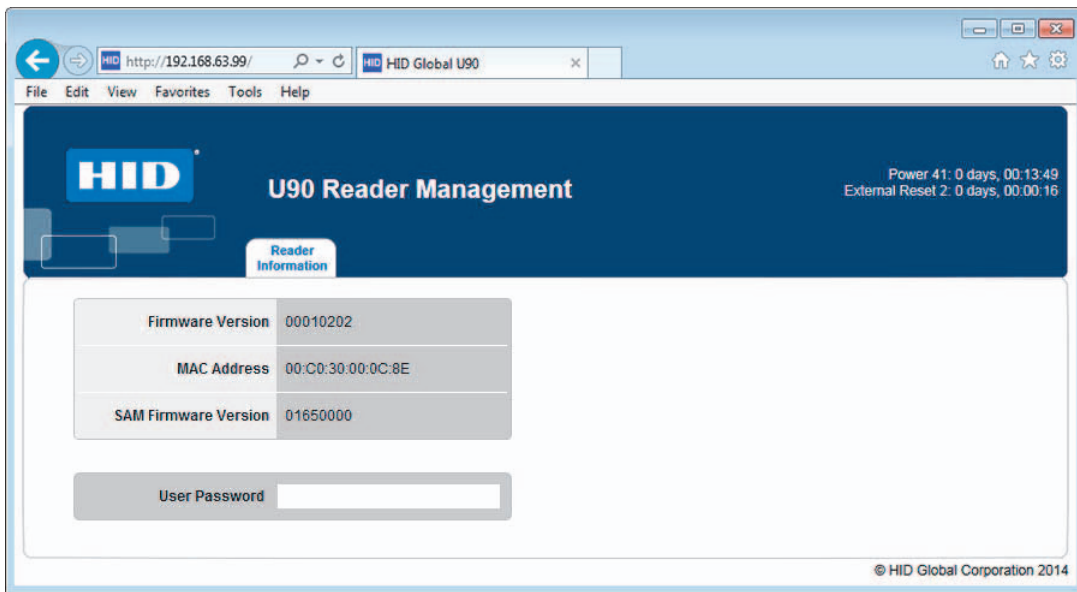 HID http://192.168.63.99/
HID HID Global U90
File Edit View Favorites Tools Help
HID
U90 Reader Management
Power 41: 0 days, 00:13:49
External Reset 2: 0 days, 00:00:16
Reader
Information
Firmware Version 00010202
MAC Address 00:C0:30:00:0C:8E
SAM Firmware Version 01650000
User Password
© HID Global Corporation 2014